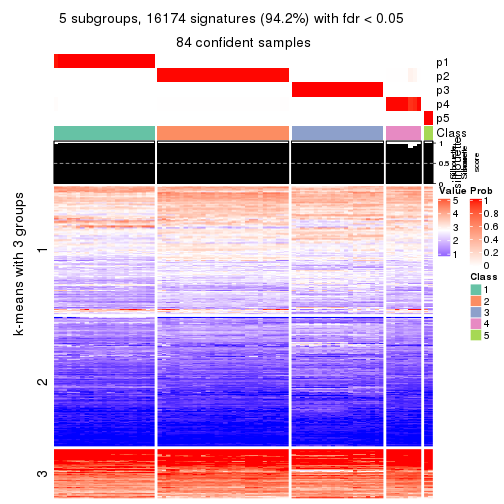 5 subgroups, 16174 signatures (94.2%) with fdr < 0.05
84 confident samples
p1
p2
p3
p4
p5
Class
1
0.5
0
silhouette
score
k-means with 3 groups
1
2
3
Value
5
4
3
2
1
Prob
1
0.8
0.6
0.4
0.2
0
Class
1
2
3
4
5